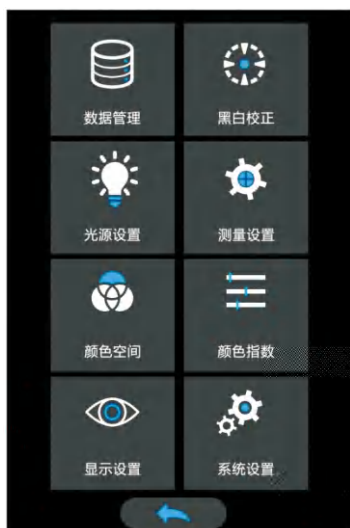 数据管理
黑白校正
光源设置
测量设置
颜色空间
颜色指数
显示设置
系统设置